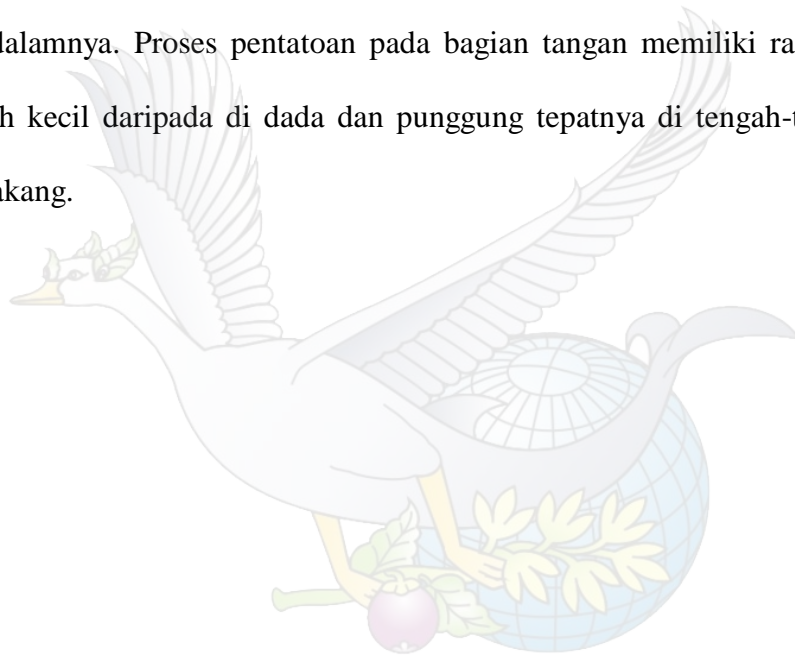 dalamnya. Proses pentatoan pada bagian tangan memiliki ra
h kecil daripada di dada dan punggung tepatnya di tengah-t
akang.